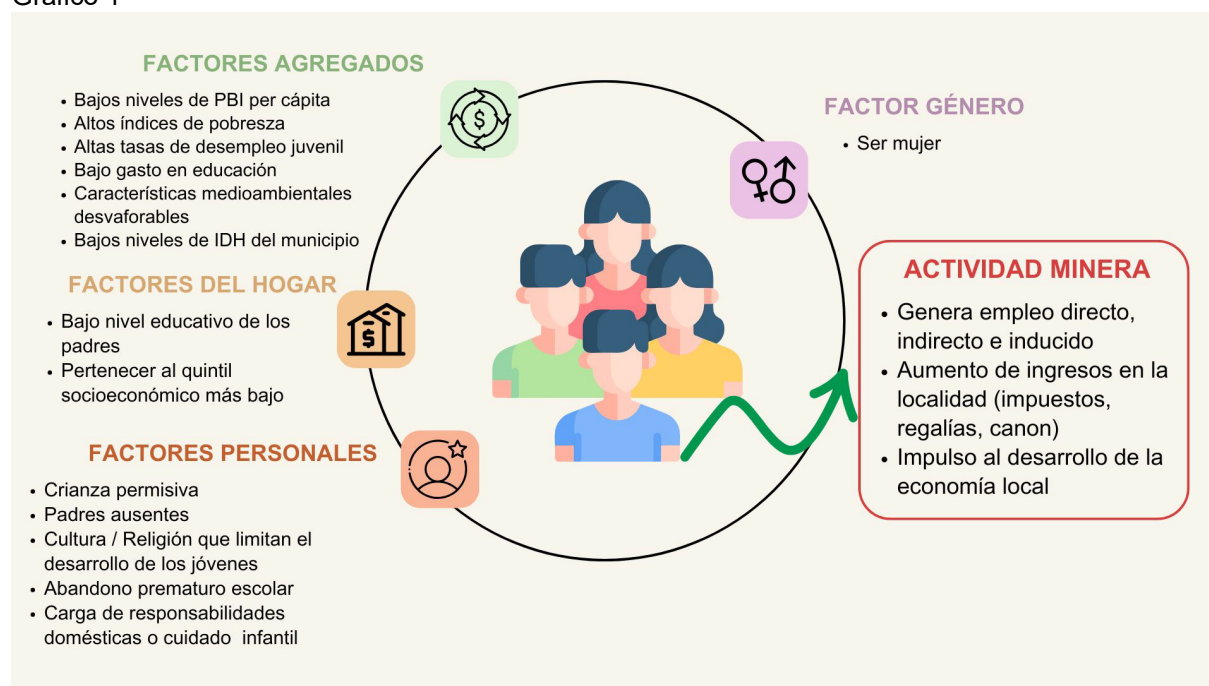 Gráfico 1
FACTORES AGREGADOS
• Bajos niveles de PBI per cápita
• Altos índices de pobresza
• Altas tasas de desempleo juvenil
• Bajo gasto en educación
• Características medioambientales
desvaforables
• Bajos niveles de IDH del municipio
FACTORES DEL HOGAR
• Bajo nivel educativo de los
padres
• Pertenecer al quintil
socioeconómico más bajo
FACTORES PERSONALES
• Crianza permisiva
• Padres ausentes
• Cultura / Religión que limitan el
desarrollo de los jóvenes
• Abandono prematuro escolar
• Carga de responsabilidades
domésticas o cuidado infantil
FACTOR GÉNERO
• Ser mujer
ACTIVIDAD MINERA
• Genera empleo directo,
indirecto e inducido
• Aumento de ingresos en la
localidad (impuestos,
regalías, canon)
• Impulso al desarrollo de la
economía local